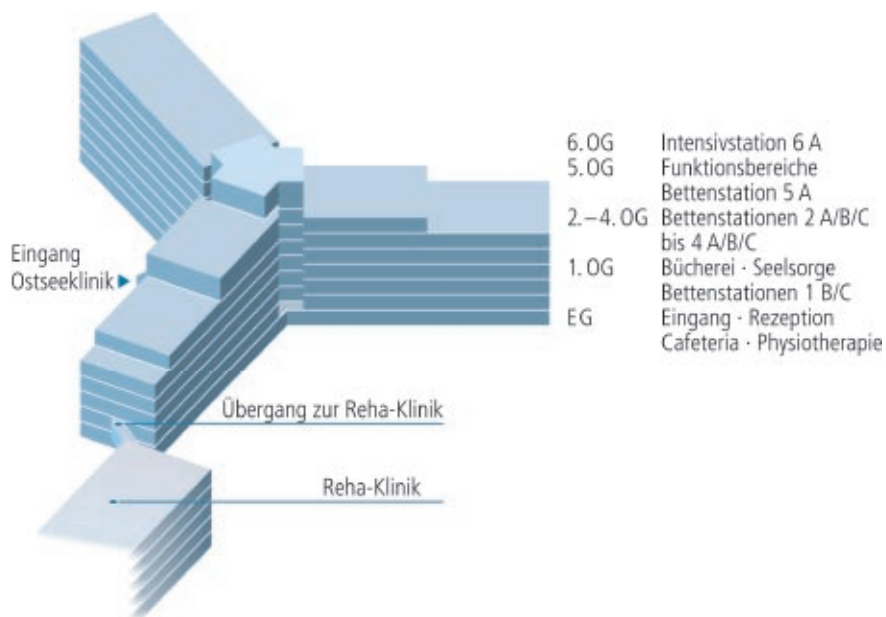 6. OG Intensivstation 6 A
5. OG Funktionsbereiche
Bettenstation 5 A
2.–4. OG Bettenstationen 2 A/B/C
bis 4 A/B/C
1. OG Bücherei · Seelsorge
Bettenstationen 1 B/C
EG Eingang · Rezeption
Cafeteria · Physiotherapie
Eingang
Ostseeklinik
Übergang zur Reha-Klinik
Reha-Klinik